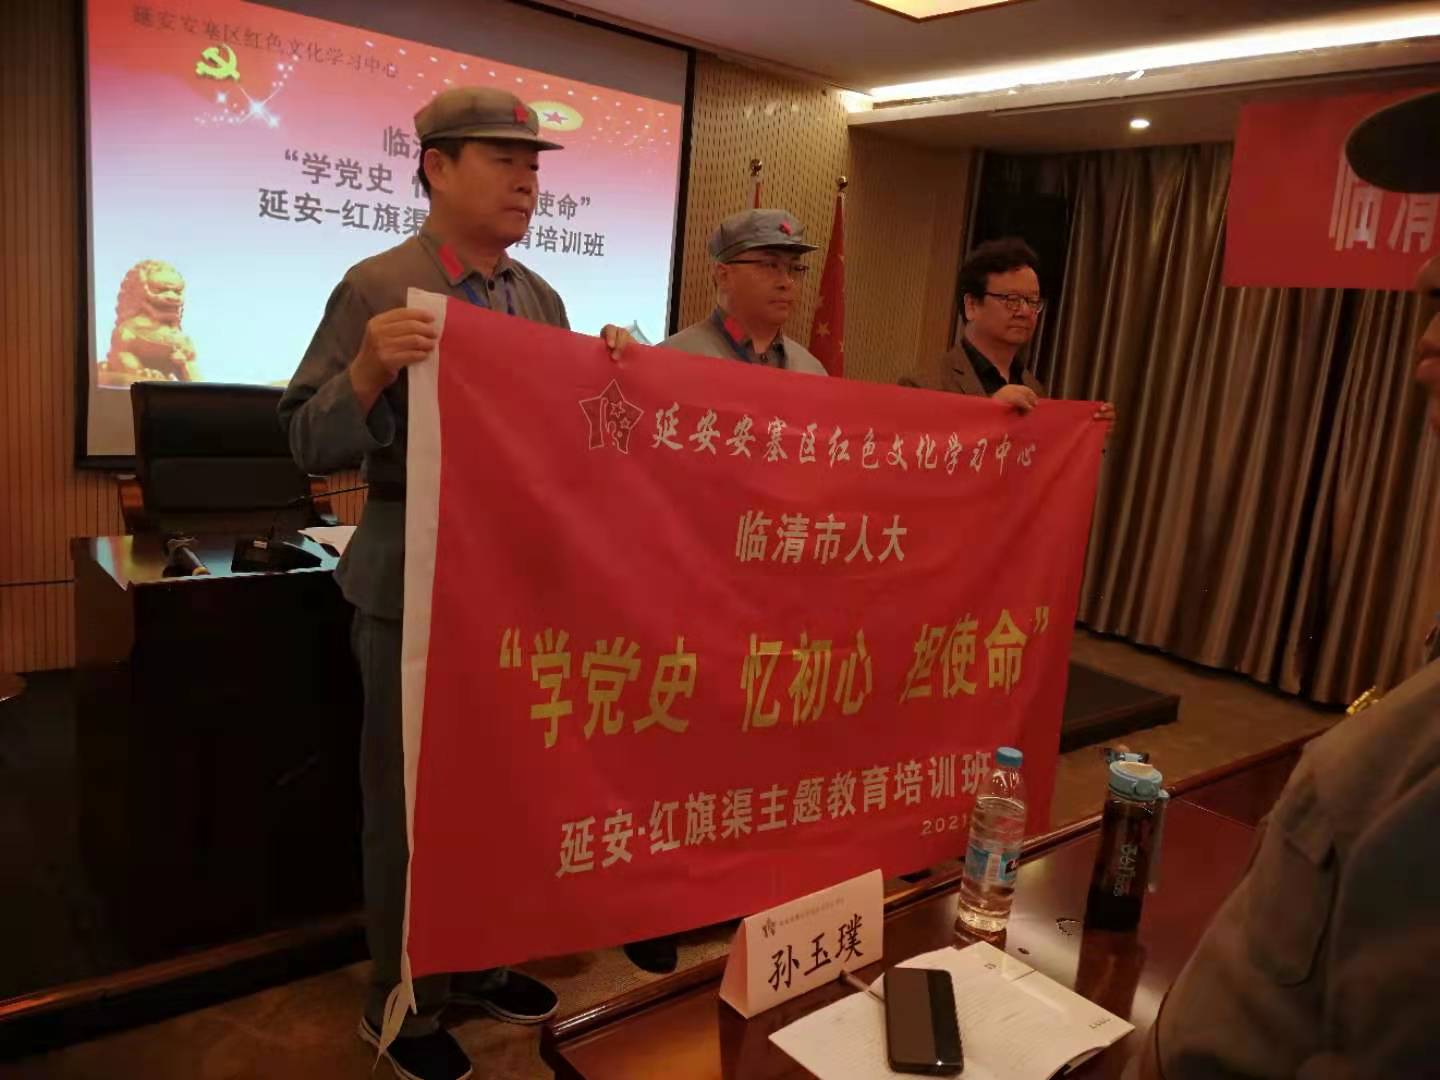 延安安塞区红色文化学习中心
临清
“学党史 使命”
延安-红旗渠 育培训班
临清
延安安塞区红色文化学习中心
临清市人大
“学党史 忆初心 担使命”
延安·红旗渠主题教育培训班
2021
孙玉璞